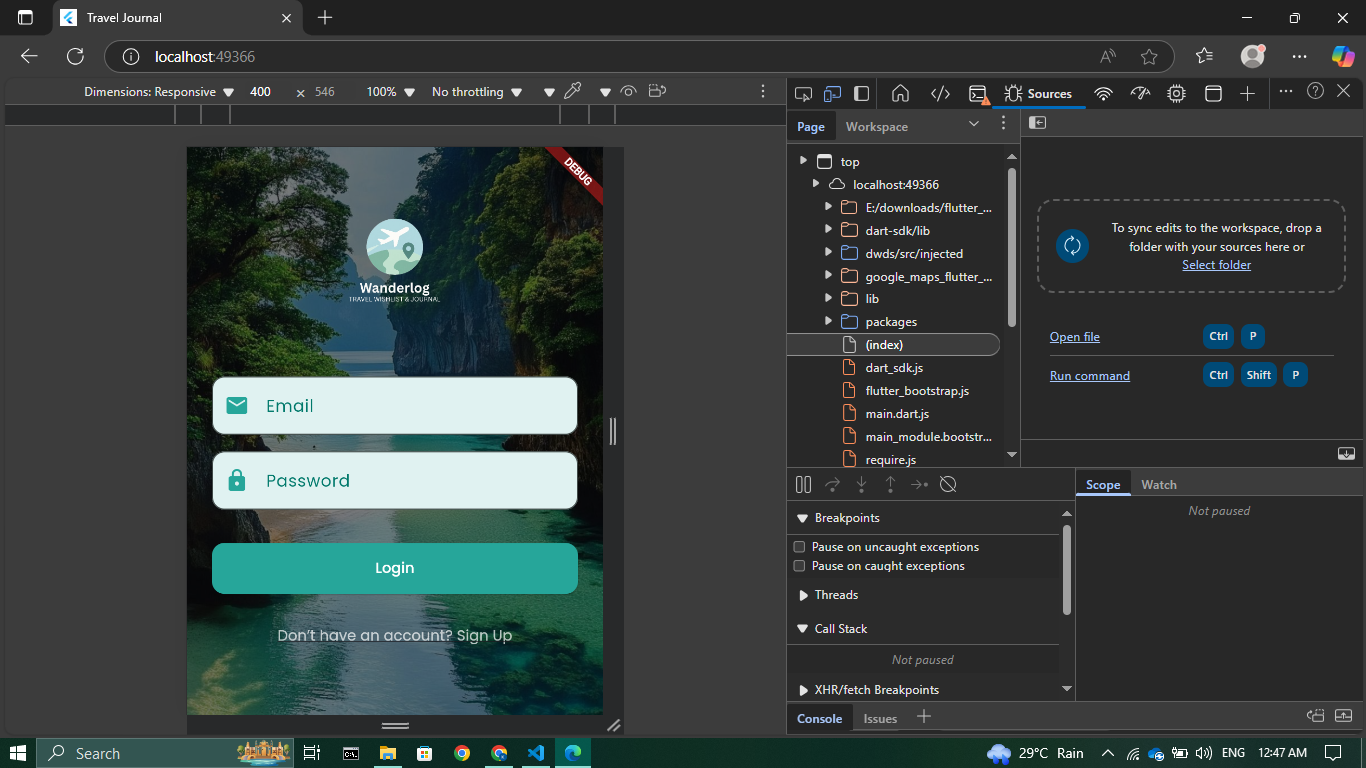 Travel Journal
localhost:49366
Dimensions: Responsive 400 × 546 100% No throttling
Sources
Page Workspace
top
localhost:49366
E:/downloads/flutter_...
dart-sdk/lib
dwds/src/injected
google_maps_flutter_...
lib
packages
(index)
dart_sdk.js
flutter_bootstrap.js
main.dart.js
main_module.bootstr...
require.js
To sync edits to the workspace, drop a
folder with your sources here or
Select folder
Open file Ctrl P
Run command Ctrl Shift P
DEBUG
Wanderlog
TRAVEL WISHLIST & JOURNAL
Email
Password
Login
Don't have an account? Sign Up
Breakpoints
Pause on uncaught exceptions
Pause on caught exceptions
Threads
Call Stack
Not paused
XHR/fetch Breakpoints
Scope Watch
Not paused
Console Issues
Search
29°C Rain
ENG
12:47 AM